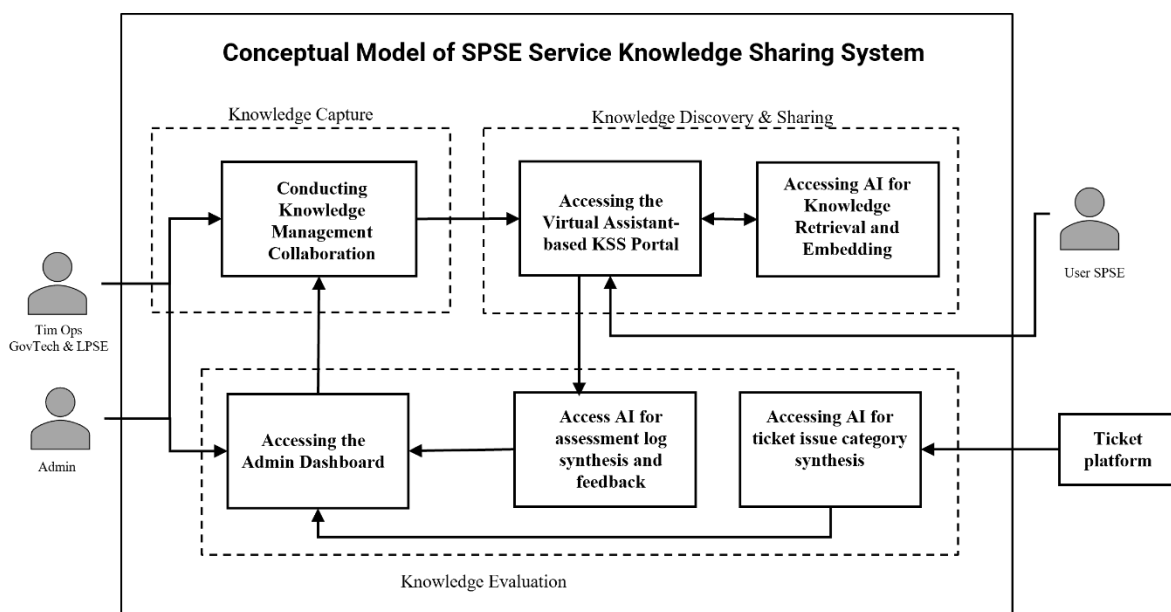 Conceptual Model of SPSE Service Knowledge Sharing System
Knowledge Capture
Knowledge Discovery & Sharing
Conducting
Knowledge
Management
Collaboration
Accessing the
Virtual Assistant-
based KSS Portal
Accessing AI for
Knowledge
Retrieval and
Embedding
Tim Ops
GovTech & LPSE
User SPSE
Admin
Accessing the
Admin Dashboard
Access AI for
assessment log
synthesis and
feedback
Accessing AI for
ticket issue category
synthesis
Ticket
platform
Knowledge Evaluation